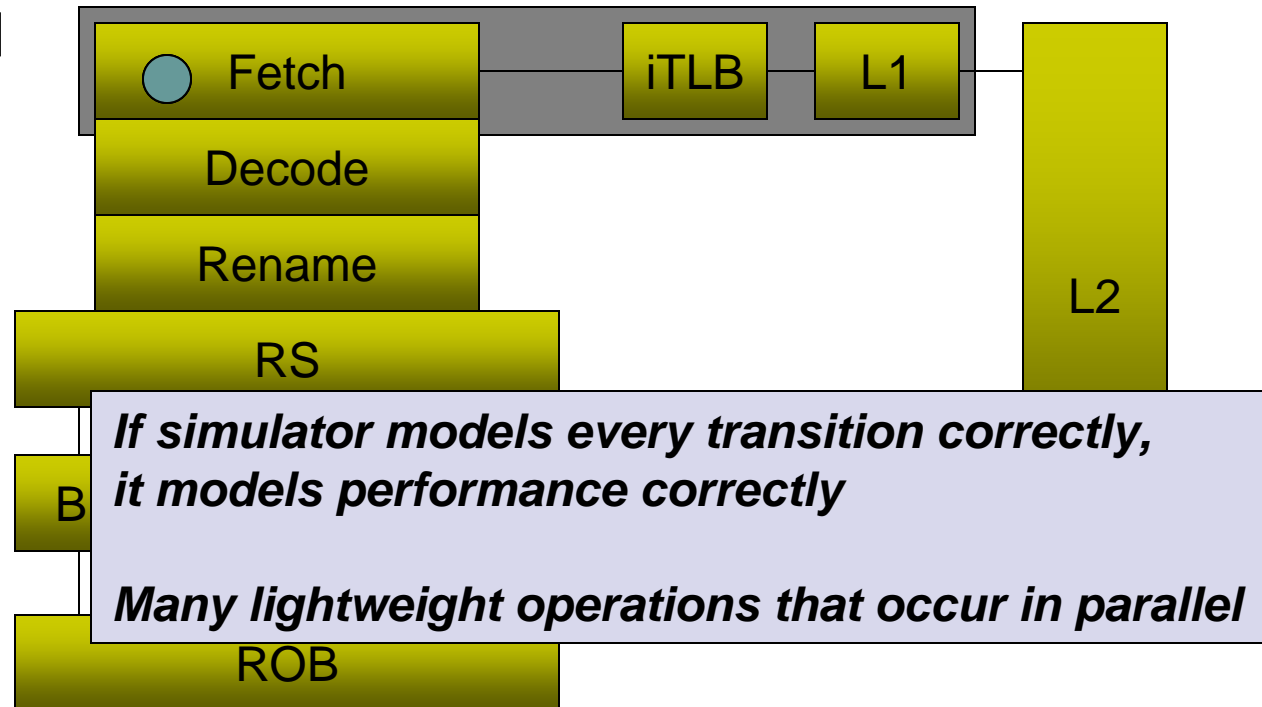 Fetch
iTLB
L1
Decode
Rename
L2
RS
If simulator models every transition correctly,
it models performance correctly
B
Many lightweight operations that occur in parallel
ROB